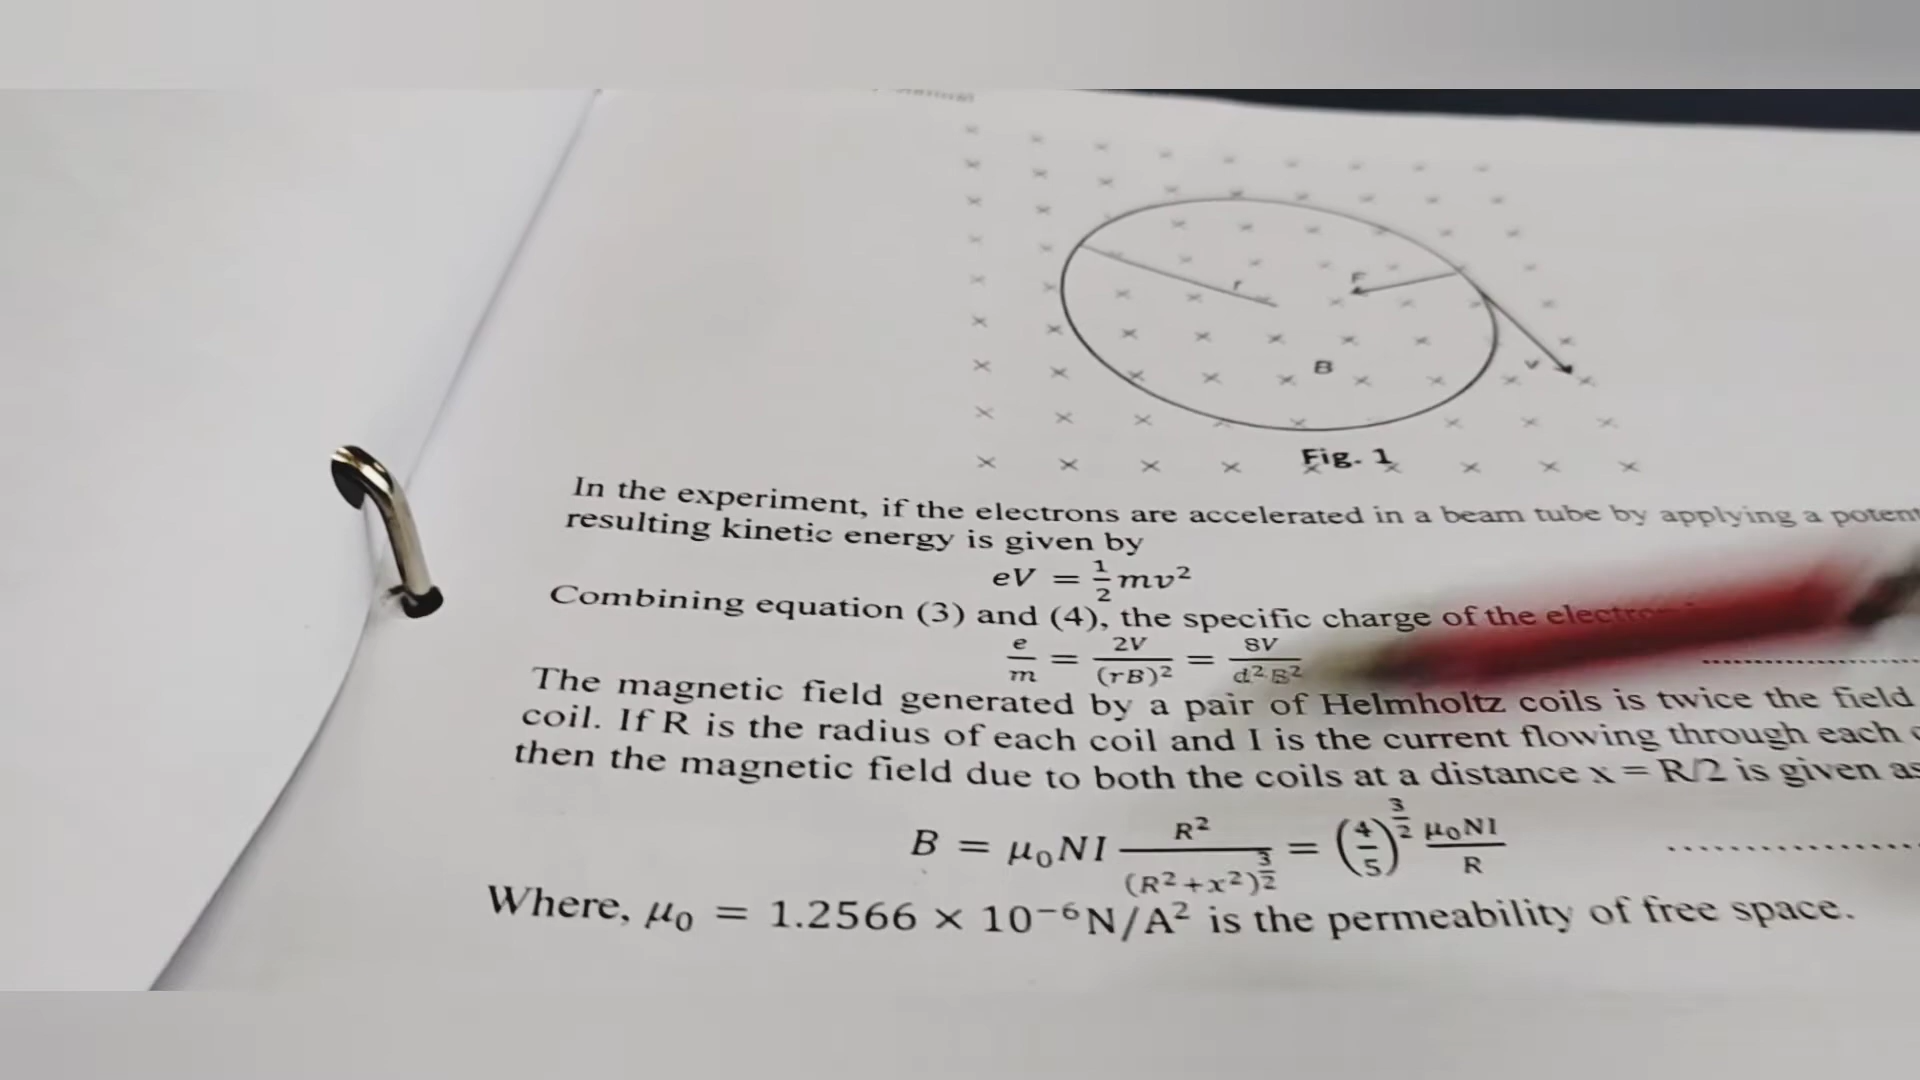 r
F
B
v
Fig. 1
In the experiment, if the electrons are accelerated in a beam tube by applying a
resulting kinetic energy is given by
eV = 1/2 mv²
Combining equation (3) and (4), the specific charge of the
e/m = 2V/(rB)² = 8V/d²B²
The magnetic field generated by a pair of Helmholtz coils is twice the field
coil. If R is the radius of each coil and I is the current flowing through each
then the magnetic field due to both the coils at a distance x = R/2 is given as
B = μ₀NI R²/(R²+x²)^(3/2) = (4/5)^(3/2) μ₀NI/R
Where, μ₀ = 1.2566 × 10⁻⁶N/A² is the permeability of free space.